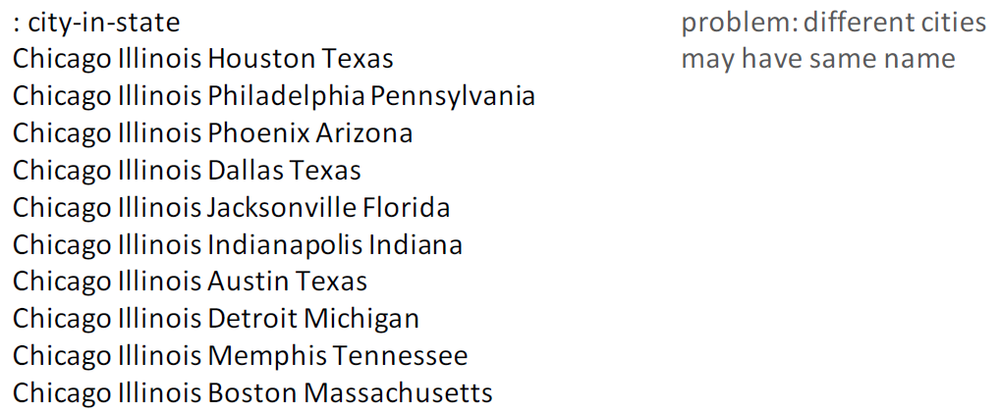 : city-in-state
Chicago Illinois Houston Texas
Chicago Illinois Philadelphia Pennsylvania
Chicago Illinois Phoenix Arizona
Chicago Illinois Dallas Texas
Chicago Illinois Jacksonville Florida
Chicago Illinois Indianapolis Indiana
Chicago Illinois Austin Texas
Chicago Illinois Detroit Michigan
Chicago Illinois Memphis Tennessee
Chicago Illinois Boston Massachusetts
problem: different cities
may have same name